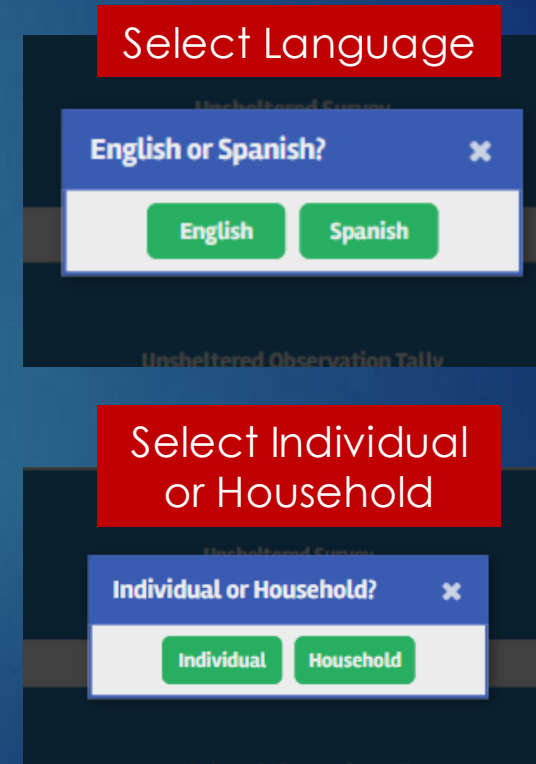 Select Language
Unsheltered Survey
English or Spanish?
English Spanish
Unsheltered Observation Tally
Select Individual
or Household
Unsheltered Survey
Individual or Household?
Individual Household